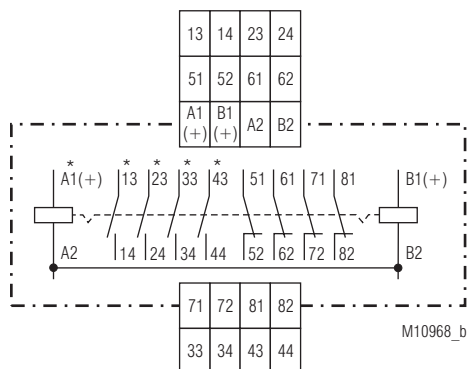 13 14 23 24
51 52 61 62
A1 (+) B1 (+) A2 B2
* * * * *
A1(+) 13 23 33 43 51 61 71 81 B1(+)
A2 14 24 34 44 52 62 72 82 B2
71 72 81 82
33 34 43 44
M10968_b